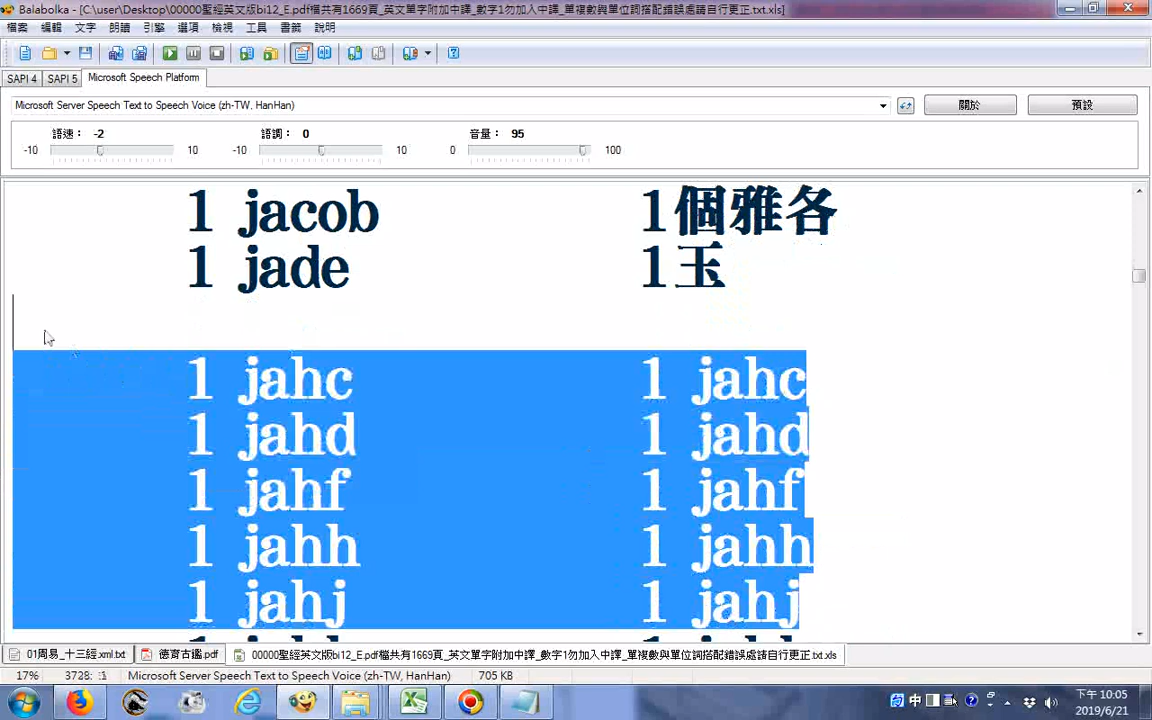 Balabolka - [C:\user\Desktop\00000聖經英文版bi12_E.pdf檔共有1669頁_英文單字附加中譯_數字1勿加入中譯_單複數與單位詞搭配錯誤處請自行更正.txt.xls]
檔案 編輯 文字 朗讀 引擎 選項 檢視 工具 書籤 說明
SAPI 4 SAPI 5 Microsoft Speech Platform
Microsoft Server Speech Text to Speech Voice (zh-TW, HanHan) 關於 預設
語速： -2 語調： 0 音量： 95
-10 10 -10 10 0 100
1 jacob 1個雅各
1 jade 1玉
1 jahc 1 jahc
1 jahd 1 jahd
1 jahf 1 jahf
1 jahh 1 jahh
1 jahj 1 jahj
01周易_十三經.xml.txt 德育古鑑.pdf 00000聖經英文版bi12_E.pdf檔共有1669頁_英文單字附加中譯_數字1勿加入中譯_單複數與單位詞搭配錯誤處請自行更正.txt.xls
17% 3728: :1 Microsoft Server Speech Text to Speech Voice (zh-TW, HanHan) 705 KB
中 下午 10:05
2019/6/21